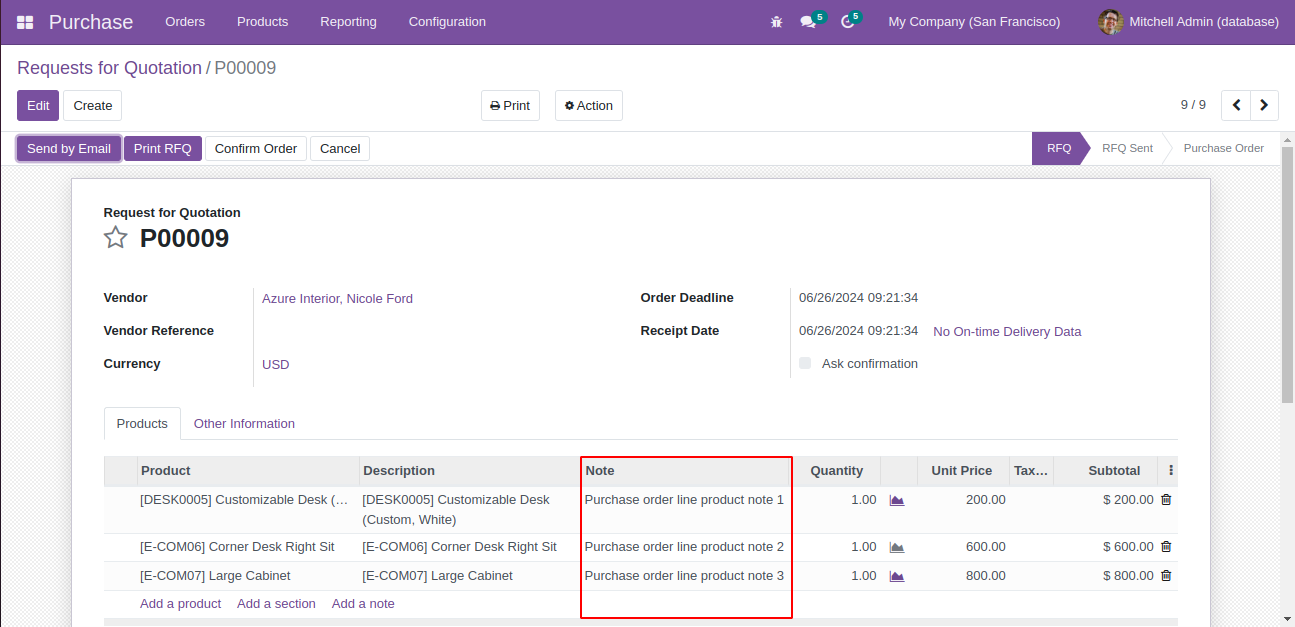 Purchase Orders Products Reporting Configuration 5 5 My Company (San Francisco) Mitchell Admin (database)
Requests for Quotation / P00009
Edit Create Print Action 9 / 9
Send by Email Print RFQ Confirm Order Cancel RFQ RFQ Sent Purchase Order
Request for Quotation
P00009
Vendor Azure Interior, Nicole Ford Order Deadline 06/26/2024 09:21:34
Vendor Reference Receipt Date 06/26/2024 09:21:34 No On-time Delivery Data
Currency USD Ask confirmation
Products Other Information
Product Description Note Quantity Unit Price Tax... Subtotal
[DESK0005] Customizable Desk (... [DESK0005] Customizable Desk Purchase order line product note 1 1.00 200.00 $ 200.00
(Custom, White)
[E-COM06] Corner Desk Right Sit [E-COM06] Corner Desk Right Sit Purchase order line product note 2 1.00 600.00 $ 600.00
[E-COM07] Large Cabinet [E-COM07] Large Cabinet Purchase order line product note 3 1.00 800.00 $ 800.00
Add a product Add a section Add a note